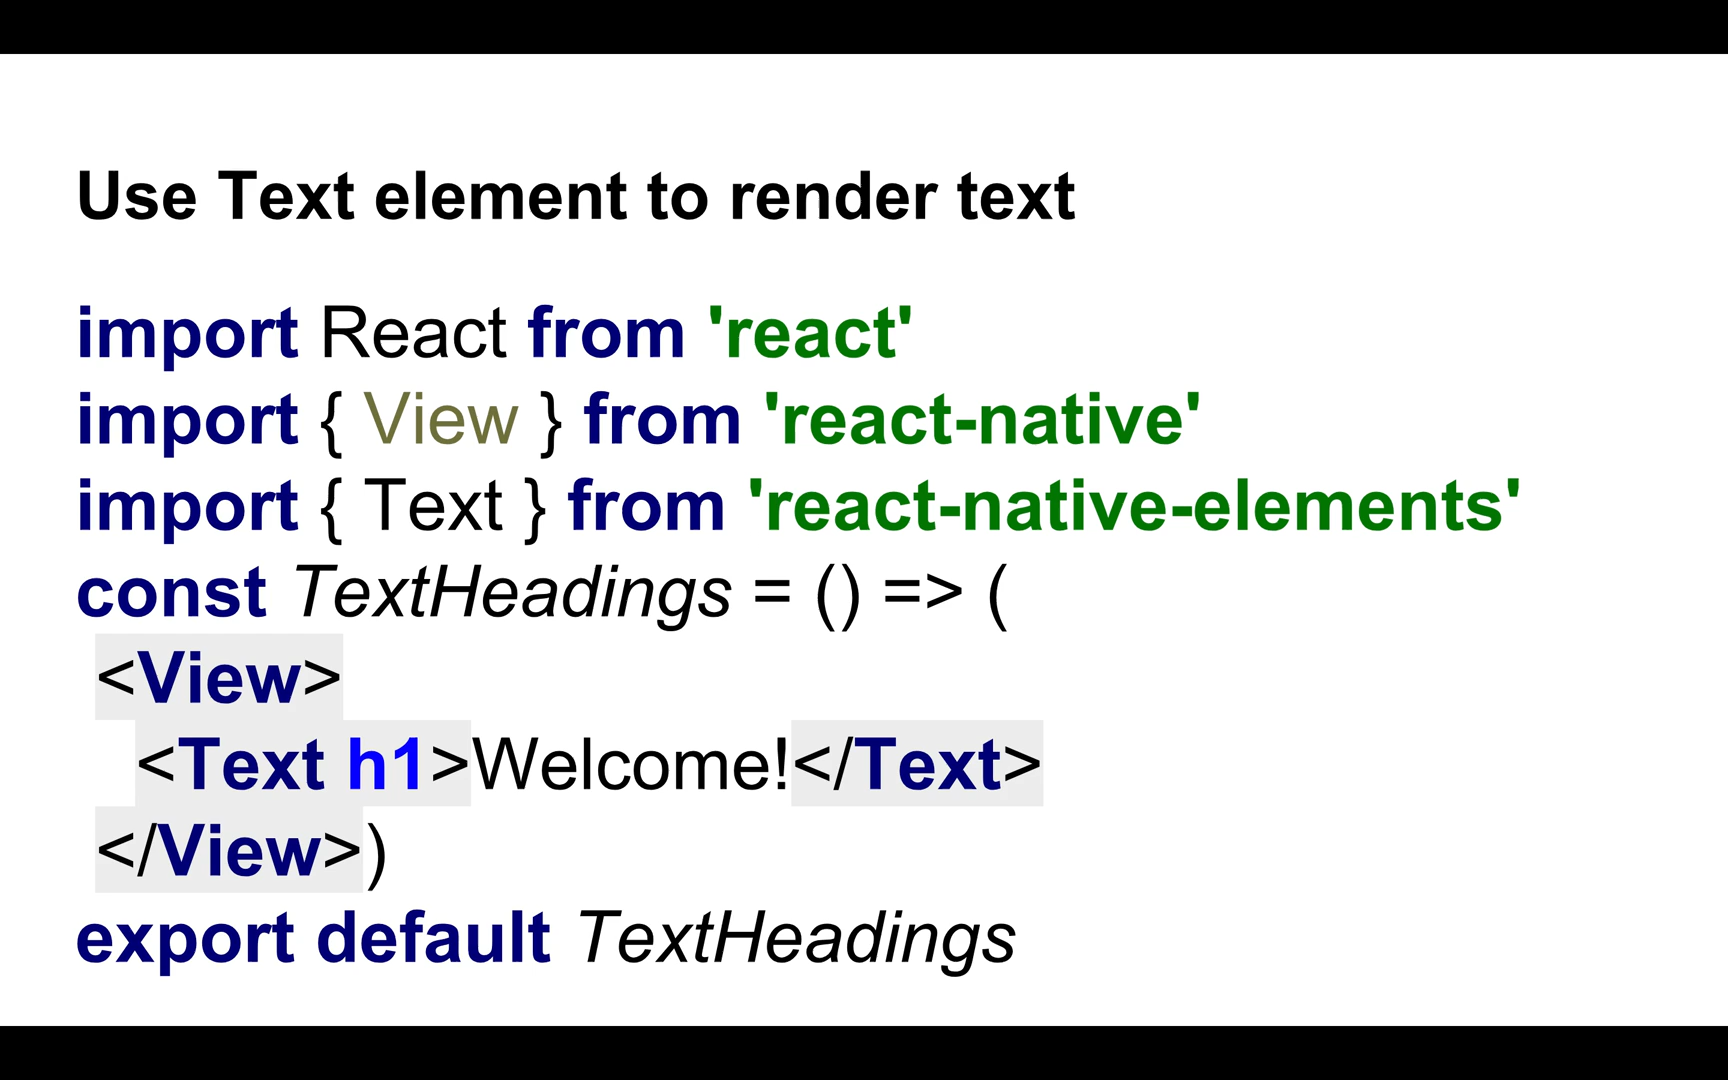 Use Text element to render text
import React from 'react'
import { View } from 'react-native'
import { Text } from 'react-native-elements'
const TextHeadings = () => (
<View>
<Text h1>Welcome!</Text>
</View>)
export default TextHeadings